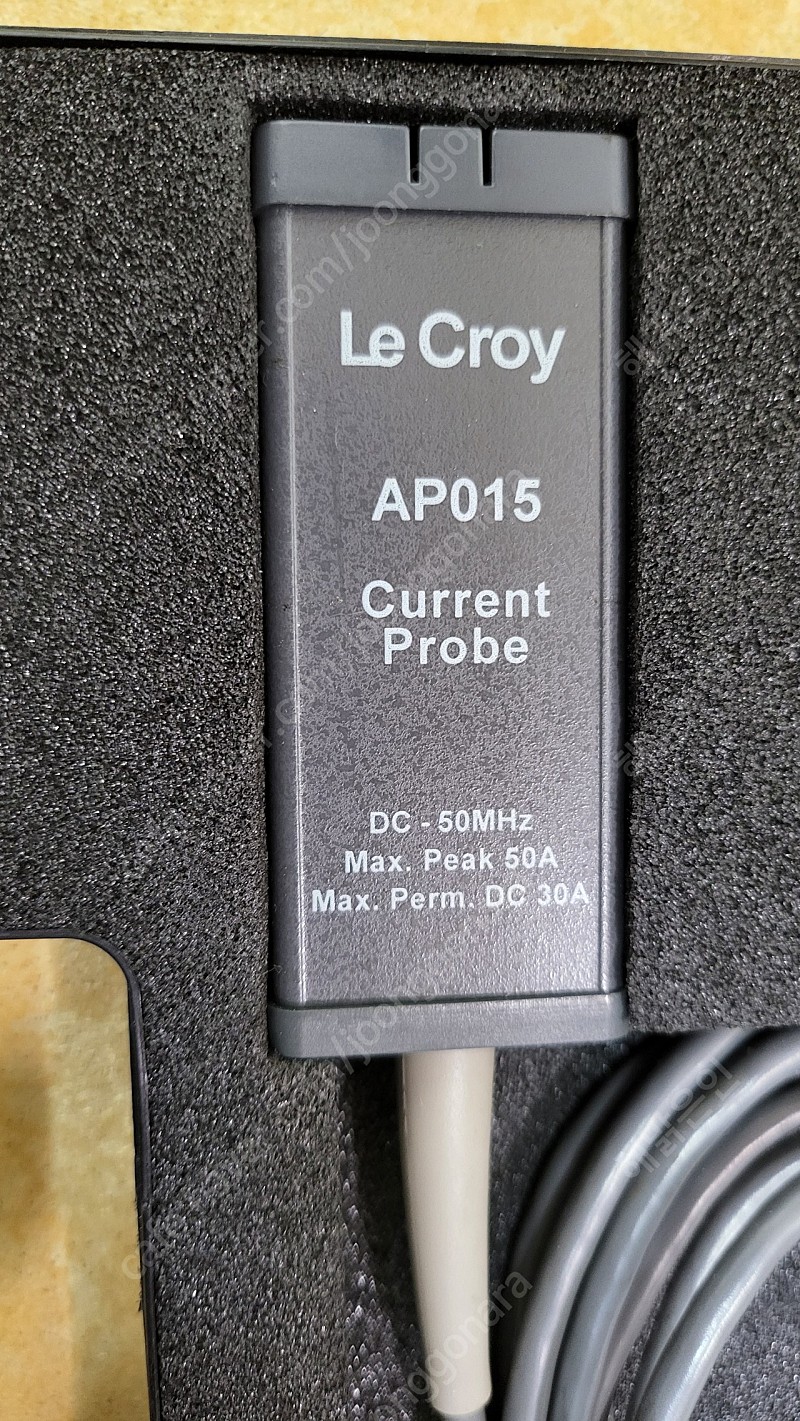 Le Croy
AP015
Current
Probe
DC - 50MHz
Max. Peak 50A
Max. Perm. DC 30A